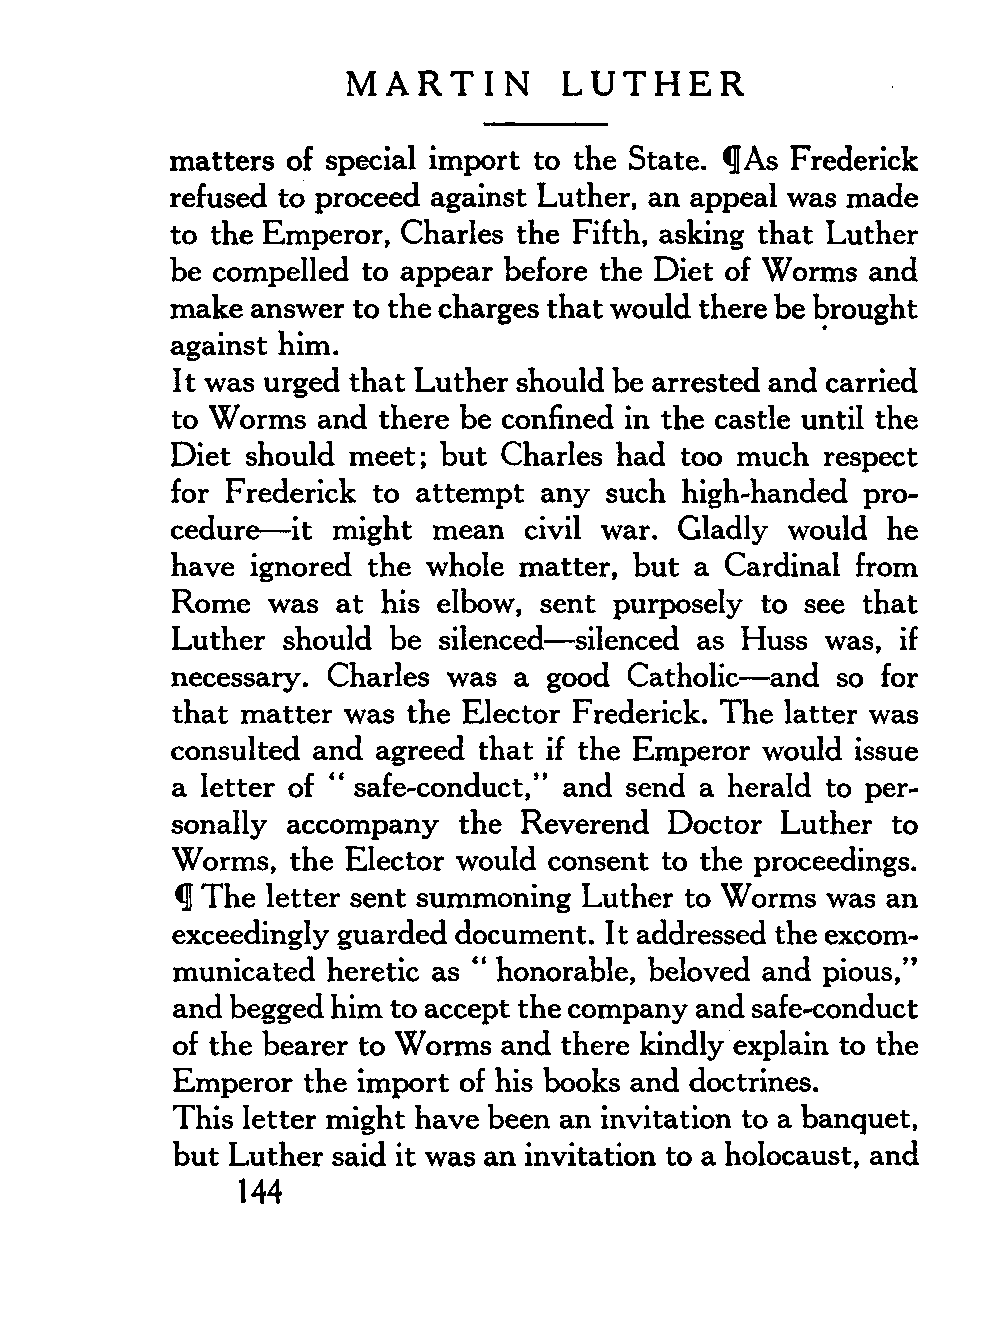 MARTIN LUTHER
matters of special import to the State. ¶As Frederick
refused to proceed against Luther, an appeal was made
to the Emperor, Charles the Fifth, asking that Luther
be compelled to appear before the Diet of Worms and
make answer to the charges that would there be brought
against him.
It was urged that Luther should be arrested and carried
to Worms and there be confined in the castle until the
Diet should meet; but Charles had too much respect
for Frederick to attempt any such high-handed pro-
cedure—it might mean civil war. Gladly would he
have ignored the whole matter, but a Cardinal from
Rome was at his elbow, sent purposely to see that
Luther should be silenced—silenced as Huss was, if
necessary. Charles was a good Catholic—and so for
that matter was the Elector Frederick. The latter was
consulted and agreed that if the Emperor would issue
a letter of “ safe-conduct,” and send a herald to per-
sonally accompany the Reverend Doctor Luther to
Worms, the Elector would consent to the proceedings.
¶ The letter sent summoning Luther to Worms was an
exceedingly guarded document. It addressed the excom-
municated heretic as “ honorable, beloved and pious,”
and begged him to accept the company and safe-conduct
of the bearer to Worms and there kindly explain to the
Emperor the import of his books and doctrines.
This letter might have been an invitation to a banquet,
but Luther said it was an invitation to a holocaust, and
144